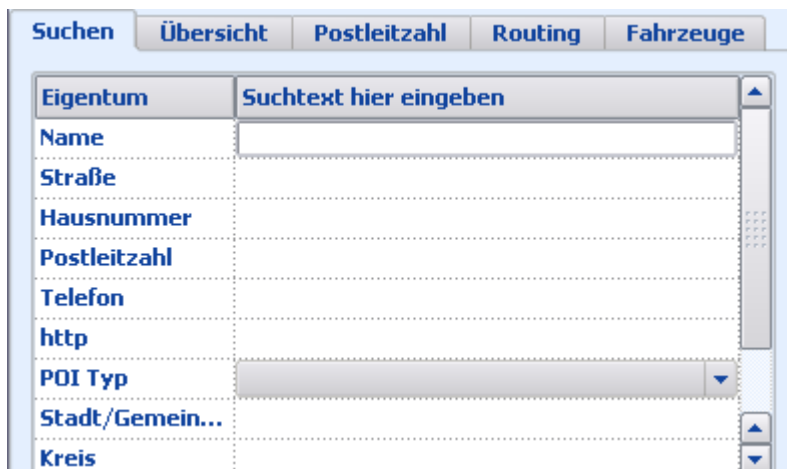 Suchen Übersicht Postleitzahl Routing Fahrzeuge
Eigentum Suchtext hier eingeben
Name
Straße
Hausnummer
Postleitzahl
Telefon
http
POI Typ
Stadt/Gemein...
Kreis